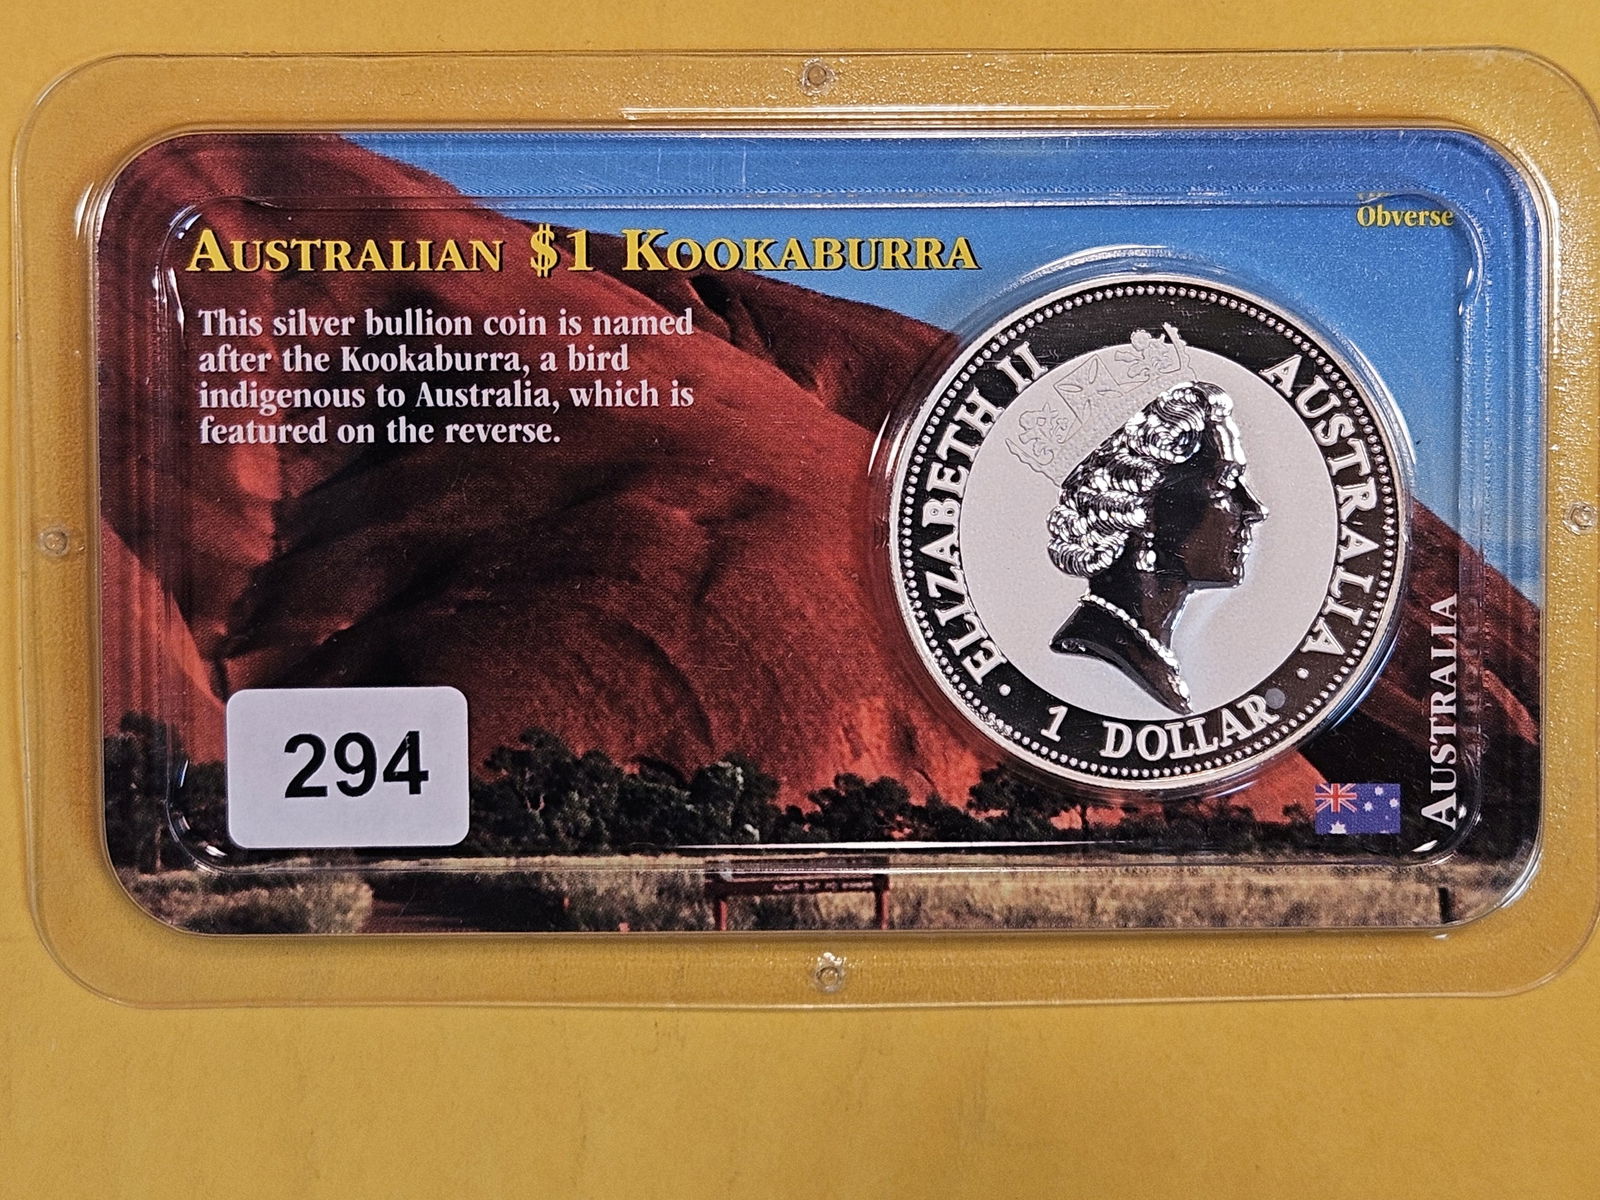 Obverse
AUSTRALIAN $1 KOOKABURRA
This silver bullion coin is named
after the Kookaburra, a bird
indigenous to Australia, which is
featured on the reverse.
ELIZABETH II AUSTRALIA
1 DOLLAR
AUSTRALIA
294